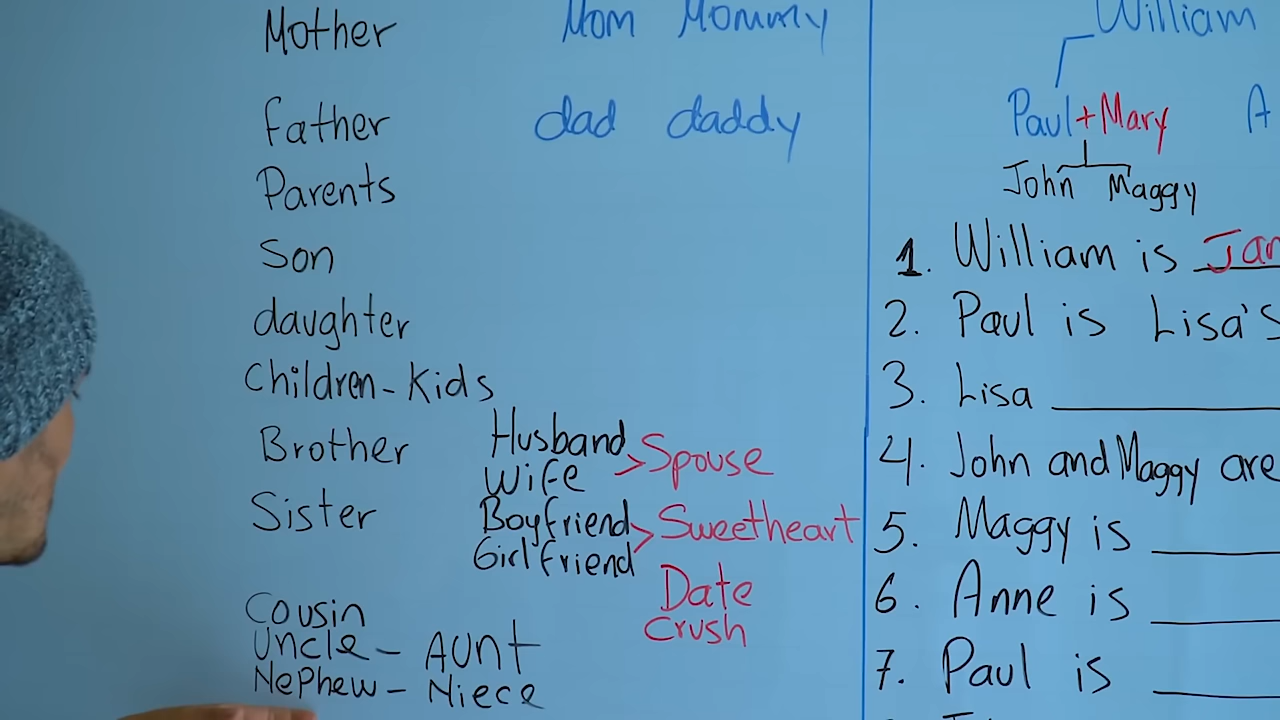 Mother Mom Mommy
father dad daddy
Parents
Son
daughter
Children - Kids
Brother
Sister
Husband
Wife
> Spouse
Boyfriend
Girlfriend
> Sweetheart
Date
Crush
Cousin
Uncle - Aunt
Nephew - Niece
William
Paul + Mary
John Maggy
1. William is
2. Paul is Lisa's
3. Lisa
4. John and Maggy are
5. Maggy is
6. Anne is
7. Paul is